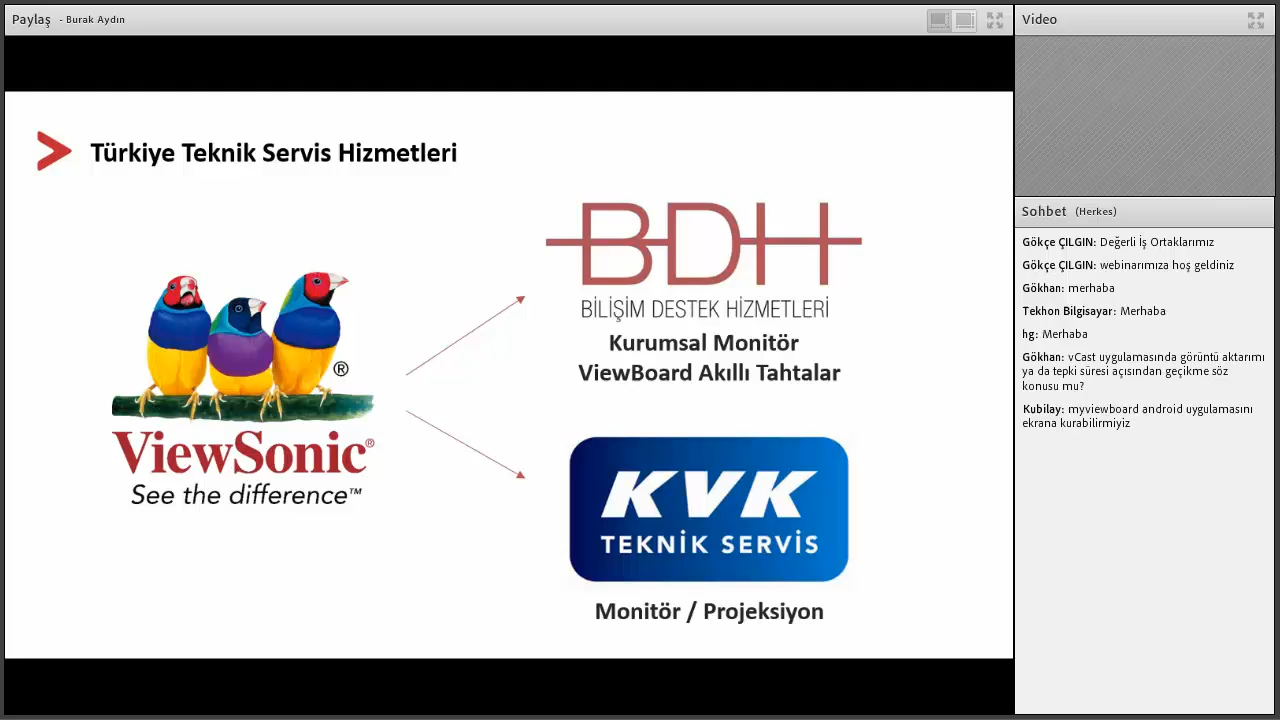 Paylaş - Burak Aydın
Türkiye Teknik Servis Hizmetleri
®
ViewSonic®
See the difference™
BDH
BİLİŞİM DESTEK HİZMETLERİ
Kurumsal Monitör
ViewBoard Akıllı Tahtalar
KVK
TEKNİK SERVİS
Monitör / Projeksiyon
Video
Sohbet (Herkes)
Gökçe ÇILGIN: Değerli İş Ortaklarımız
Gökçe ÇILGIN: webinarımıza hoş geldiniz
Gökhan: merhaba
Tekhon Bilgisayar: Merhaba
hg: Merhaba
Gökhan: vCast uygulamasında görüntü aktarımı
ya da tepki süresi açısından geçikme söz
konusu mu?
Kubilay: myviewboard android uygulamasını
ekrana kurabilirmiyiz